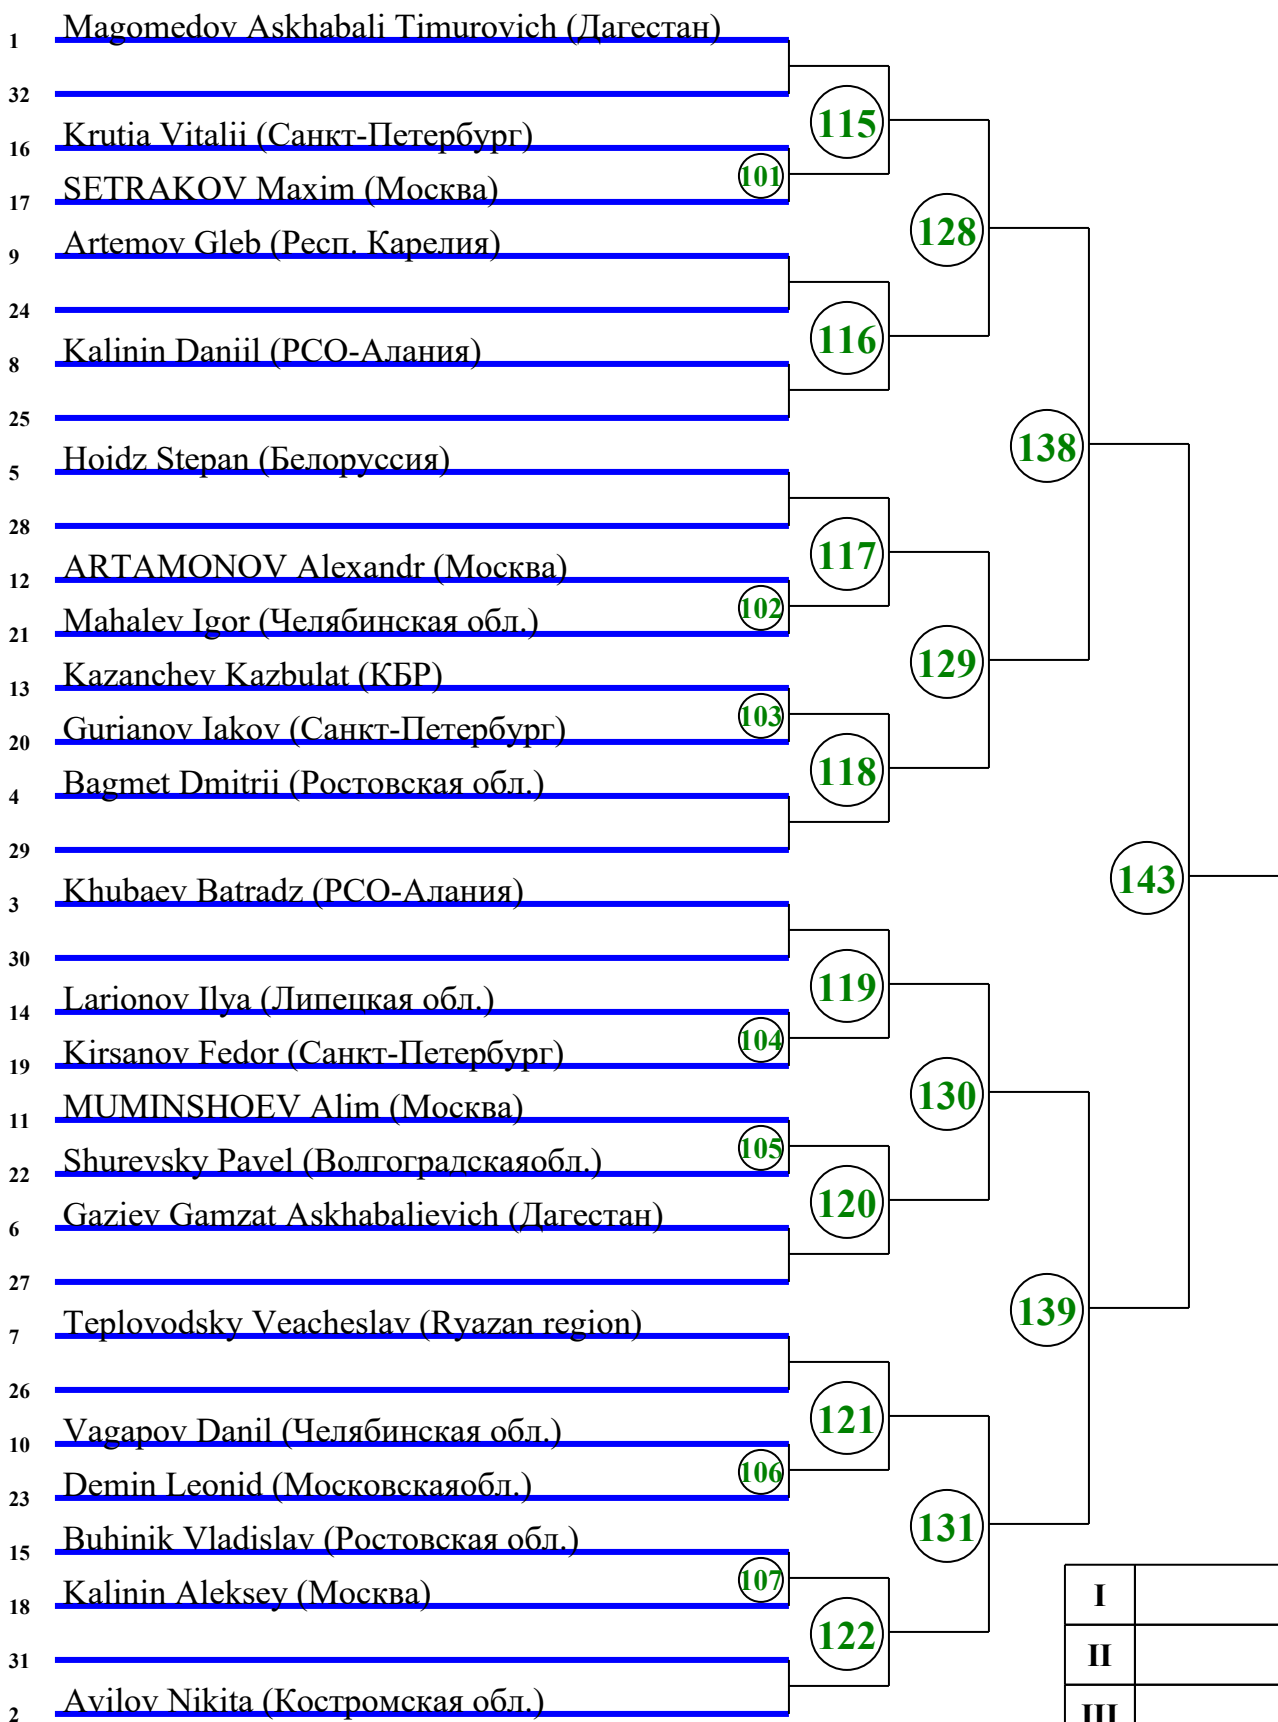 1 Magomedov Askhabali Timurovich (Дагестан)
32
16 Krutia Vitalii (Санкт-Петербург)
17 SETRAKOV Maxim (Москва)
9 Artemov Gleb (Респ. Карелия)
24
8 Kalinin Daniil (РСО-Алания)
25
5 Hoidz Stepan (Белоруссия)
28
12 ARTAMONOV Alexandr (Москва)
21 Mahalev Igor (Челябинская обл.)
13 Kazanchev Kazbulat (КБР)
20 Gurianov Iakov (Санкт-Петербург)
4 Bagmet Dmitrii (Ростовская обл.)
29
3 Khubaev Batradz (РСО-Алания)
30
14 Larionov Ilya (Липецкая обл.)
19 Kirsanov Fedor (Санкт-Петербург)
11 MUMINSHOEV Alim (Москва)
22 Shurevsky Pavel (Волгоградскаяобл.)
6 Gaziev Gamzat Askhabalievich (Дагестан)
27
7 Teplovodsky Veacheslav (Ryazan region)
26
10 Vagapov Danil (Челябинская обл.)
23 Demin Leonid (Московскаяобл.)
15 Buhinik Vladislav (Ростовская обл.)
18 Kalinin Aleksey (Москва)
31
2 Avilov Nikita (Костромская обл.)
101
102
103
104
105
106
107
115
116
117
118
119
120
121
122
128
129
130
131
138
139
143
I
II
III